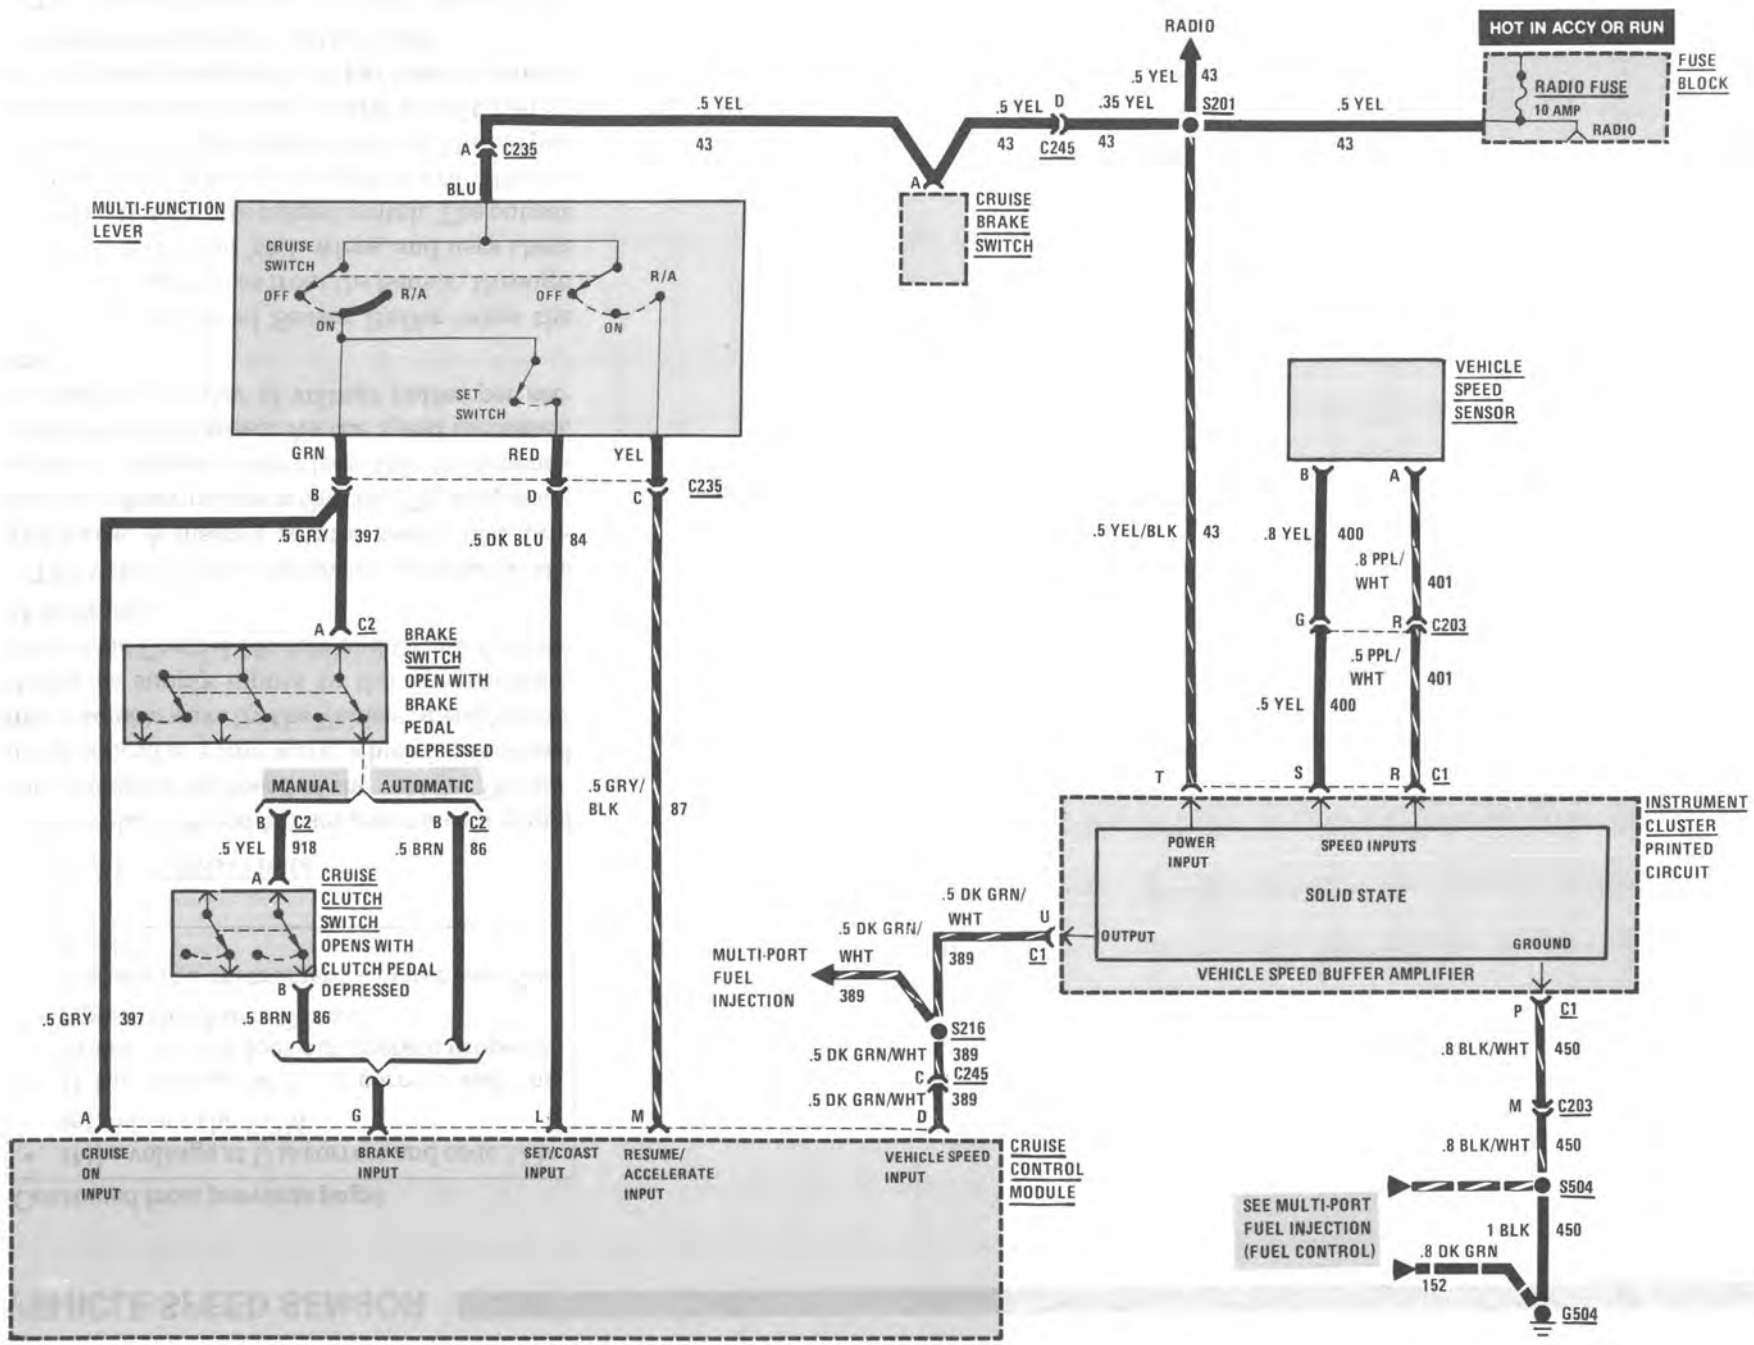 RADIO
HOT IN ACCY OR RUN
FUSE
BLOCK
RADIO FUSE
10 AMP
RADIO
.5 YEL 43
S201
.5 YEL
43
.35 YEL
43
D
C245
.5 YEL
43
.5 YEL
43
A C235
BLU
A
CRUISE
BRAKE
SWITCH
MULTI-FUNCTION
LEVER
CRUISE
SWITCH
OFF
R/A
ON
OFF
R/A
ON
SET
SWITCH
GRN
RED
YEL
B
D
C
C235
.5 GRY 397
.5 DK BLU 84
.5 YEL/BLK 43
VEHICLE
SPEED
SENSOR
B
A
.8 YEL 400
.8 PPL/
WHT 401
G
R C203
.5 PPL/
WHT 401
.5 YEL 400
A C2
BRAKE
SWITCH
OPEN WITH
BRAKE
PEDAL
DEPRESSED
MANUAL
AUTOMATIC
B C2
B C2
.5 YEL 918
.5 BRN 86
A
CRUISE
CLUTCH
SWITCH
OPENS WITH
CLUTCH PEDAL
DEPRESSED
B
.5 BRN 86
.5 GRY 397
.5 GRY/
BLK 87
T
S
R C1
INSTRUMENT
CLUSTER
PRINTED
CIRCUIT
POWER
INPUT
SPEED INPUTS
SOLID STATE
OUTPUT
GROUND
VEHICLE SPEED BUFFER AMPLIFIER
.5 DK GRN/
WHT
389
U
C1
.5 DK GRN/
WHT
389
MULTI-PORT
FUEL
INJECTION
S216
.5 DK GRN/WHT 389
C C245
.5 DK GRN/WHT 389
D
P C1
.8 BLK/WHT 450
M C203
.8 BLK/WHT 450
S504
1 BLK 450
SEE MULTI-PORT
FUEL INJECTION
(FUEL CONTROL)
.8 DK GRN
152
G504
A
G
L
M
CRUISE
ON
INPUT
BRAKE
INPUT
SET/COAST
INPUT
RESUME/
ACCELERATE
INPUT
VEHICLE SPEED
INPUT
CRUISE
CONTROL
MODULE